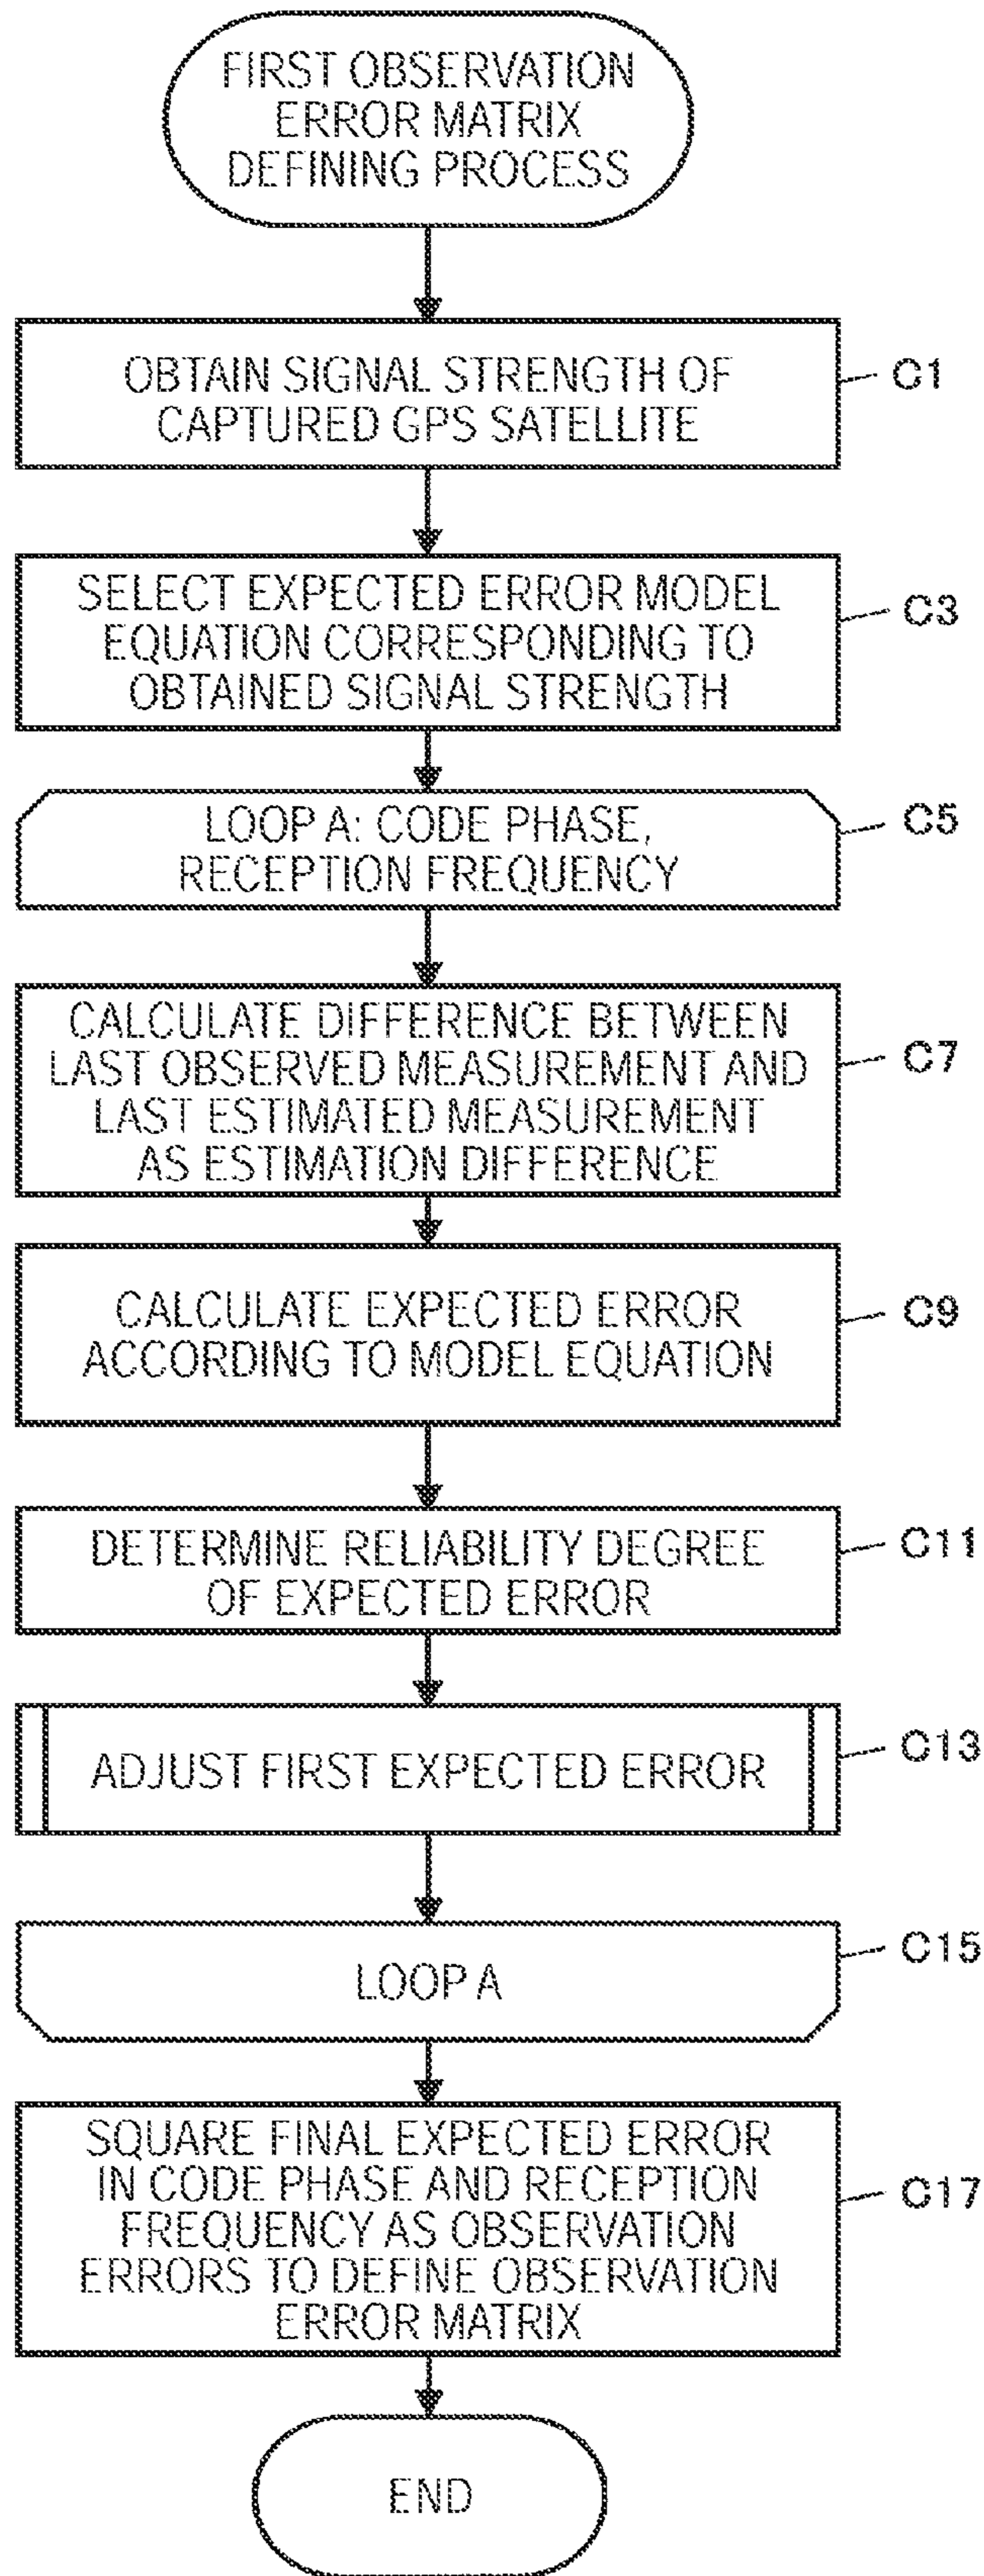 FIRST OBSERVATION
ERROR MATRIX
DEFINING PROCESS
OBTAIN SIGNAL STRENGTH OF
CAPTURED GPS SATELLITE
C1
SELECT EXPECTED ERROR MODEL
EQUATION CORRESPONDING TO
OBTAINED SIGNAL STRENGTH
C3
LOOP A: CODE PHASE,
RECEPTION FREQUENCY
C5
CALCULATE DIFFERENCE BETWEEN
LAST OBSERVED MEASUREMENT AND
LAST ESTIMATED MEASUREMENT
AS ESTIMATION DIFFERENCE
C7
CALCULATE EXPECTED ERROR
ACCORDING TO MODEL EQUATION
C9
DETERMINE RELIABILITY DEGREE
OF EXPECTED ERROR
C11
ADJUST FIRST EXPECTED ERROR
C13
LOOP A
C15
SQUARE FINAL EXPECTED ERROR
IN CODE PHASE AND RECEPTION
FREQUENCY AS OBSERVATION
ERRORS TO DEFINE OBSERVATION
ERROR MATRIX
C17
END